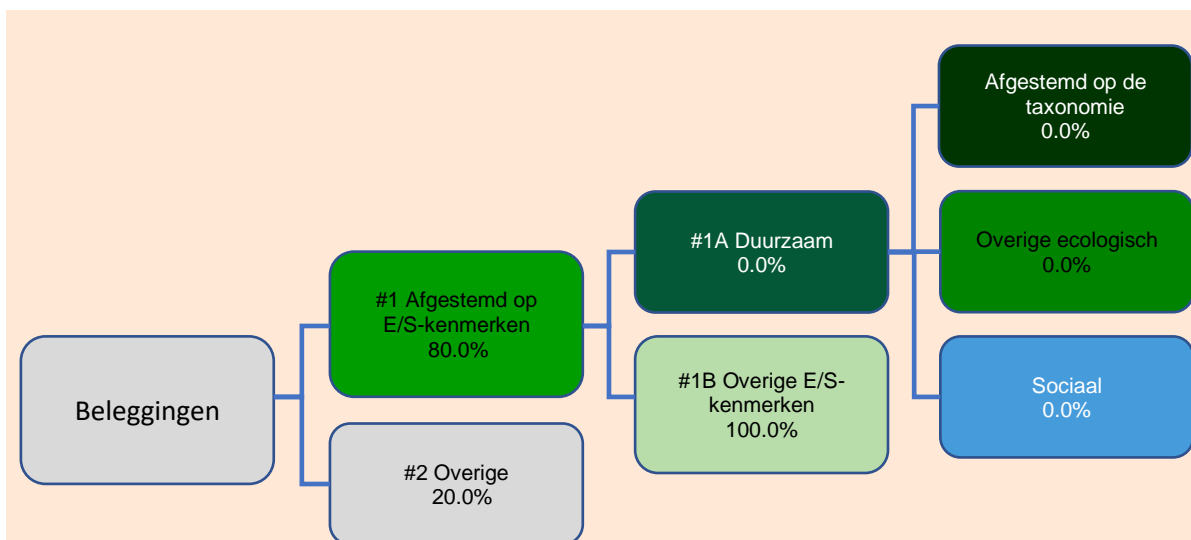 Beleggingen
#1 Afgestemd op
E/S-kenmerken
80.0%
#2 Overige
20.0%
#1A Duurzaam
0.0%
#1B Overige E/S-
kenmerken
100.0%
Afgestemd op de
taxonomie
0.0%
Overige ecologisch
0.0%
Sociaal
0.0%